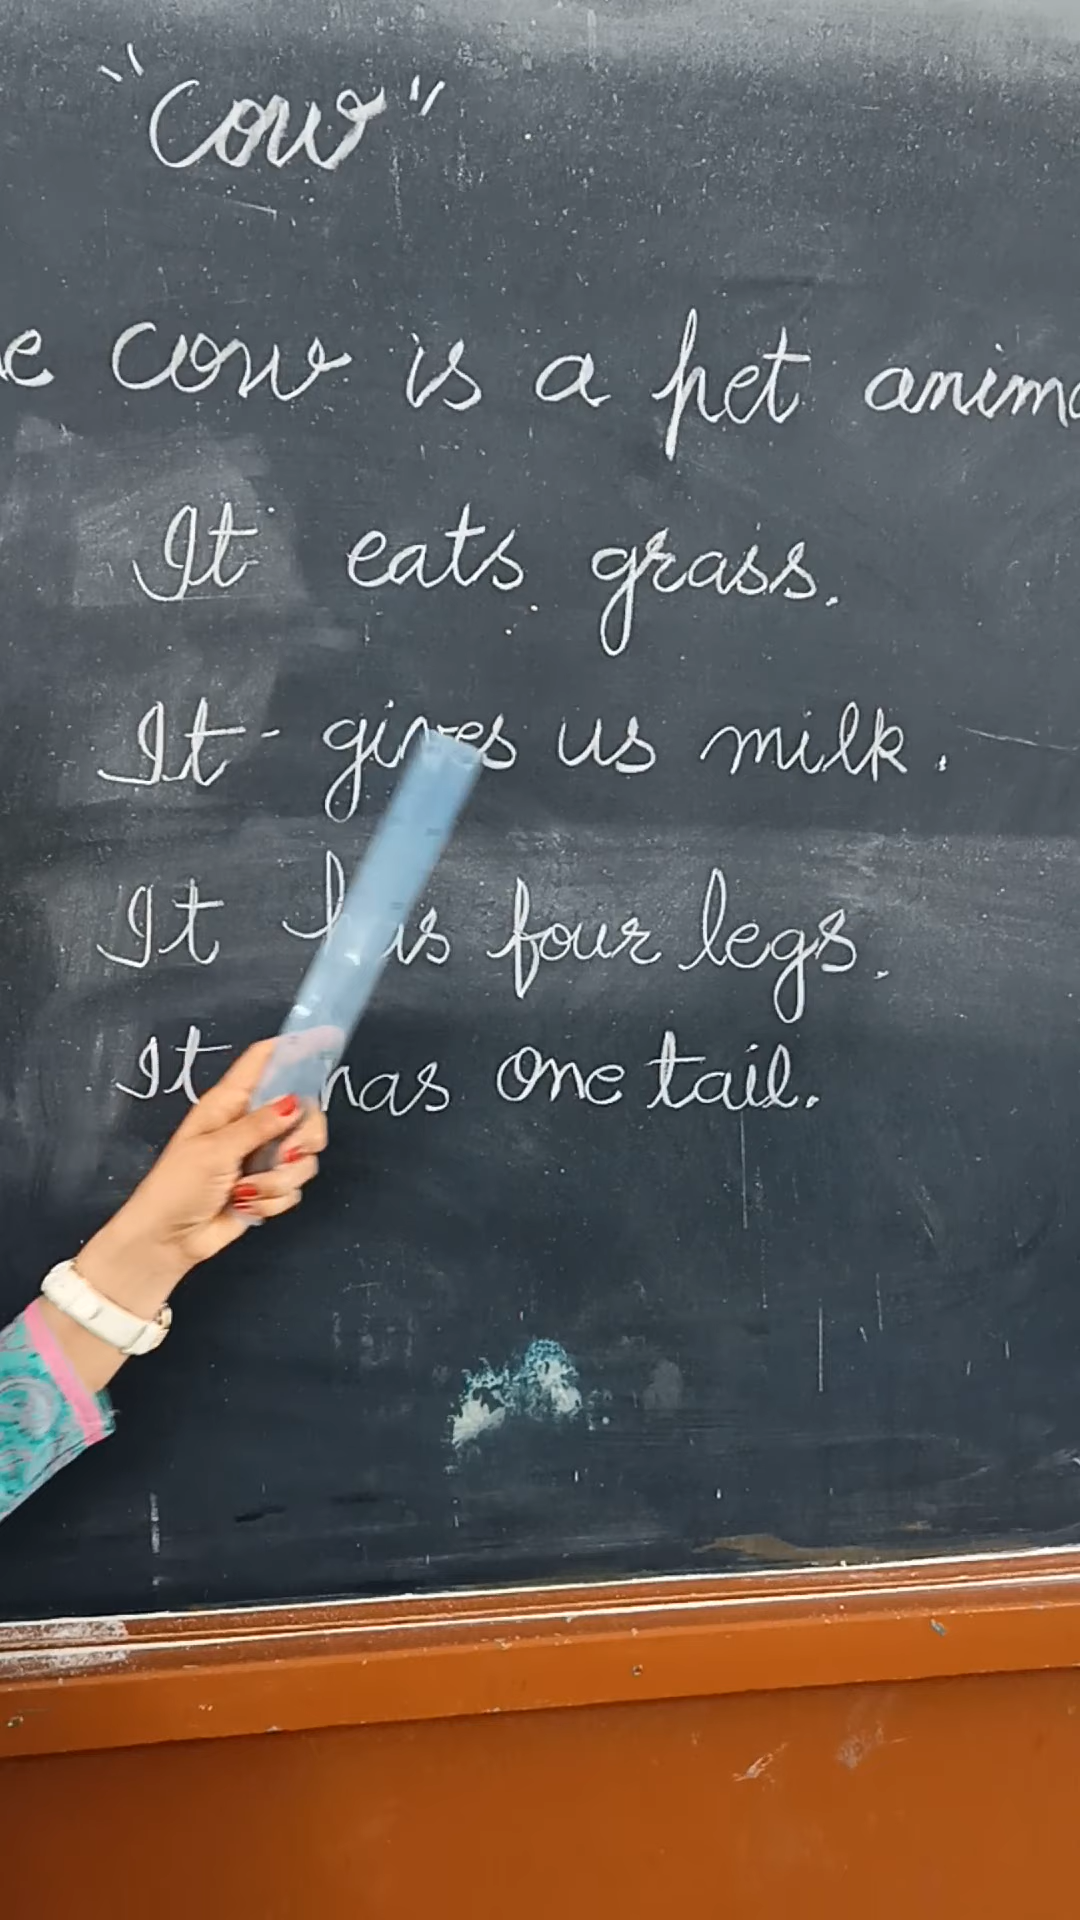 "Cow"
e cow is a pet anima
It eats grass.
It gives us milk.
It has four legs.
It has one tail.